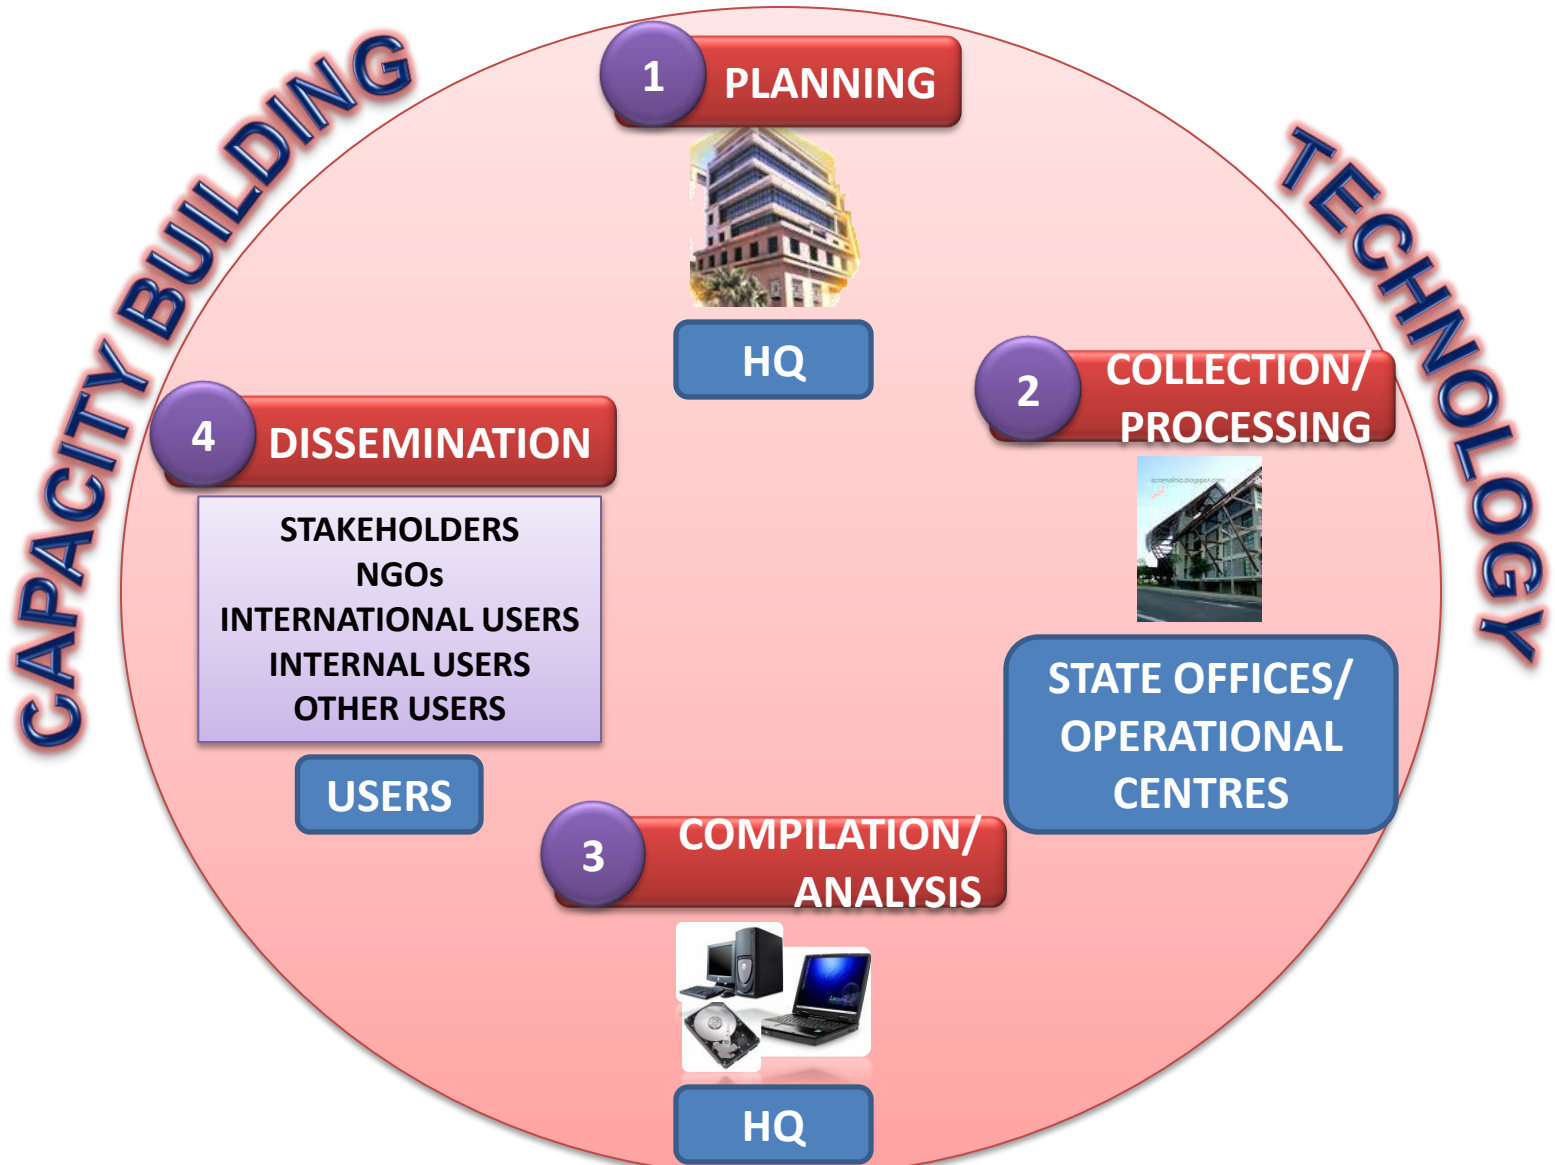 CAPACITY BUILDING
TECHNOLOGY
1
PLANNING
HQ
2
COLLECTION/
PROCESSING
STATE OFFICES/
OPERATIONAL
CENTRES
3
COMPILATION/
ANALYSIS
HQ
4
DISSEMINATION
STAKEHOLDERS
NGOs
INTERNATIONAL USERS
INTERNAL USERS
OTHER USERS
USERS